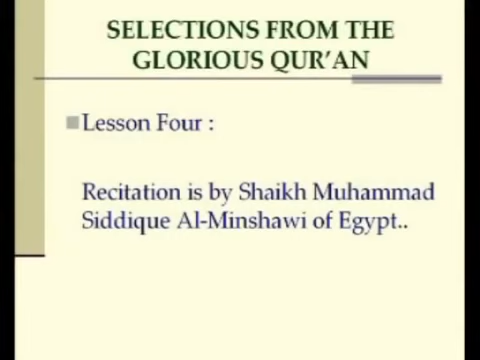 SELECTIONS FROM THE
GLORIOUS QUR’AN
Lesson Four :
Recitation is by Shaikh Muhammad
Siddique Al-Minshawi of Egypt..